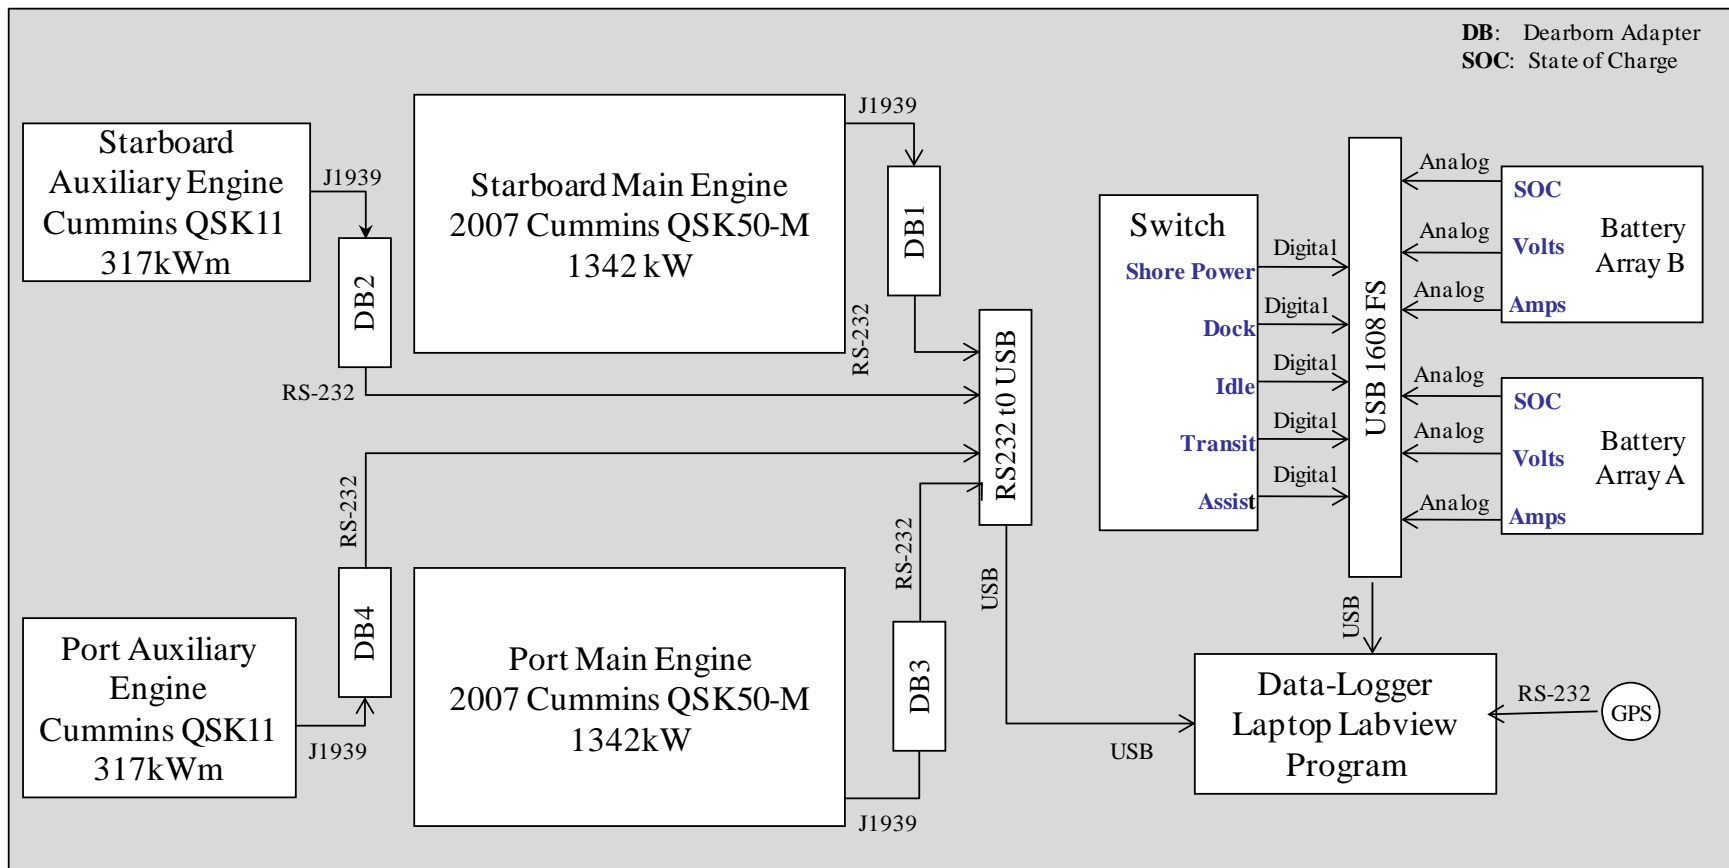 DB: Dearborn Adapter
SOC: State of Charge
Starboard
Auxiliary Engine
Cummins QSK11
317kWm
J1939
DB2
RS-232
Starboard Main Engine
2007 Cummins QSK50-M
1342 kW
J1939
DB1
RS-232
RS232 t0 USB
Port Auxiliary
Engine
Cummins QSK11
317kWm
J1939
DB4
RS-232
Port Main Engine
2007 Cummins QSK50-M
1342kW
J1939
DB3
RS-232
USB
USB
Switch
Shore Power
Dock
Idle
Transit
Assist
Digital
Digital
Digital
Digital
Digital
USB 1608 FS
Analog
Analog
Analog
SOC
Volts
Amps
Battery
Array B
Analog
Analog
Analog
SOC
Volts
Amps
Battery
Array A
USB
Data-Logger
Laptop Labview
Program
RS-232
GPS